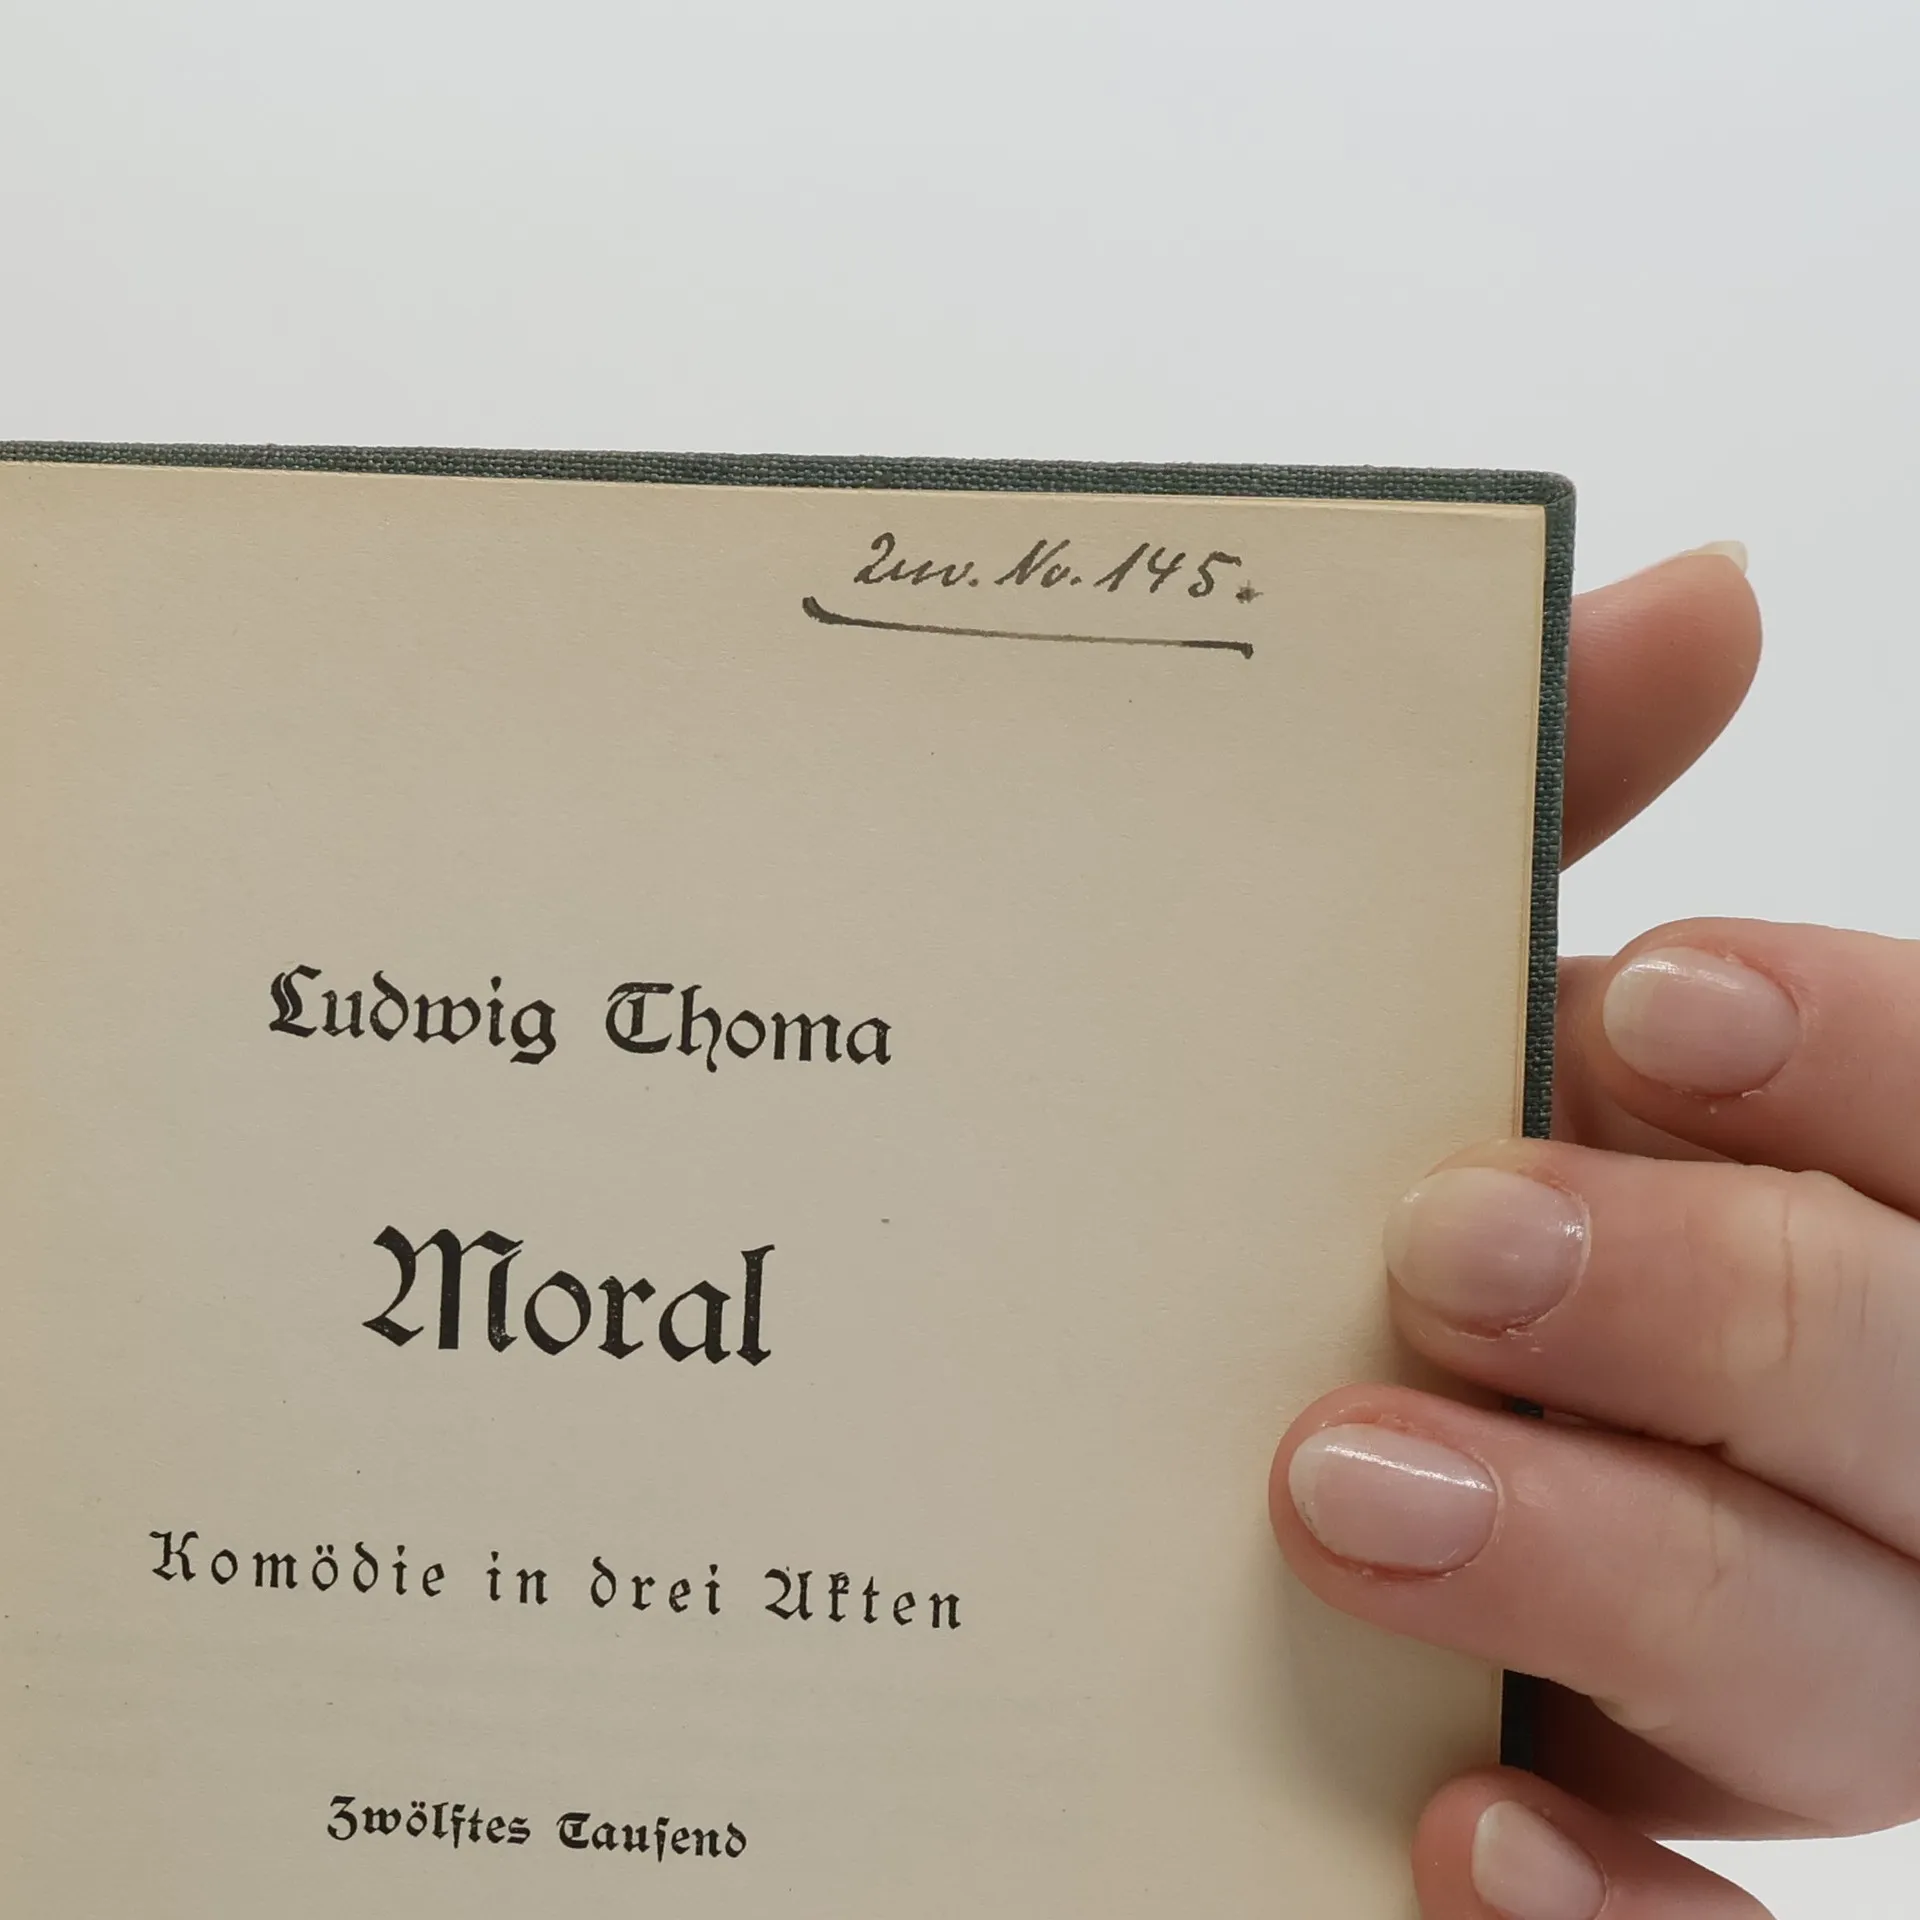 Inv. No. 145.
Ludwig Thoma
Moral
Komödie in drei Akten
Zwölftes Tausend